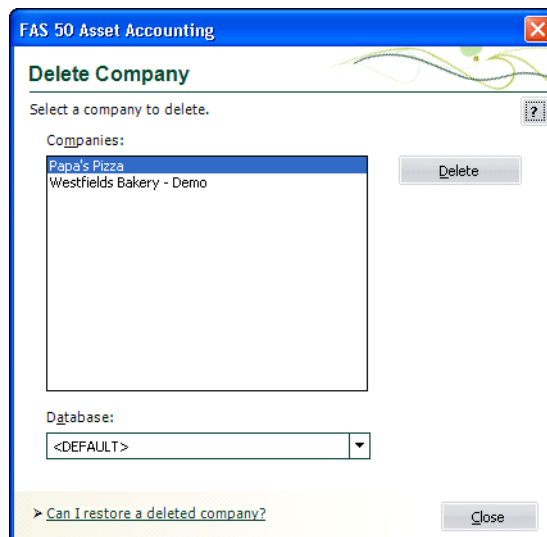 FAS 50 Asset Accounting
Delete Company
Select a company to delete.
?
Companies:
Papa's Pizza
Delete
Westfields Bakery - Demo
Database:
<DEFAULT>
➤ Can I restore a deleted company?
Close